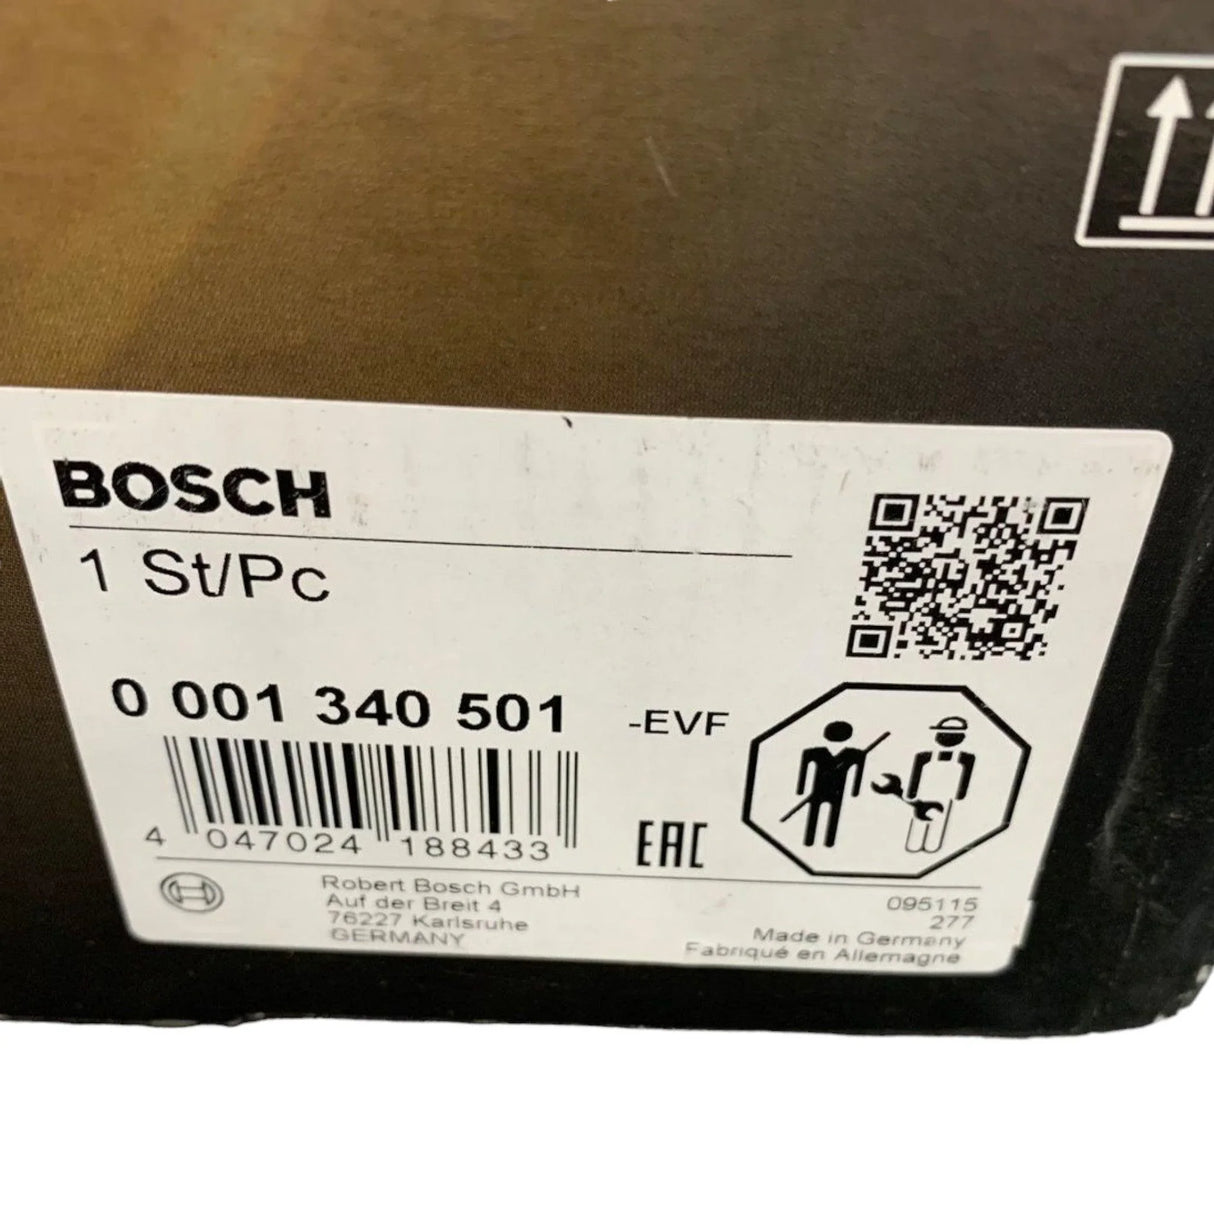 BOSCH
1 St/Pc
0 001 340 501 -EVF
4 047024 188433
EAC
Robert Bosch GmbH
Auf der Breit 4
76227 Karlsruhe
GERMANY
095115
277
Made in Germany
Fabriqué en Allemagne